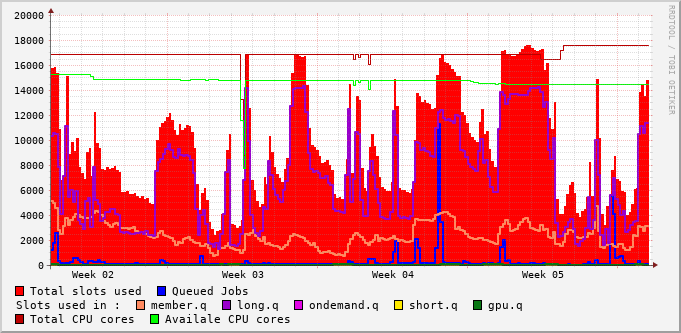 20000
18000
16000
14000
12000
10000
8000
6000
4000
2000
0
Week 02 Week 03 Week 04 Week 05
RRDTOOL / TOBI OETIKER
Total slots used Queued Jobs
Slots used in : member.q long.q ondemand.q short.q gpu.q
Total CPU cores Availale CPU cores